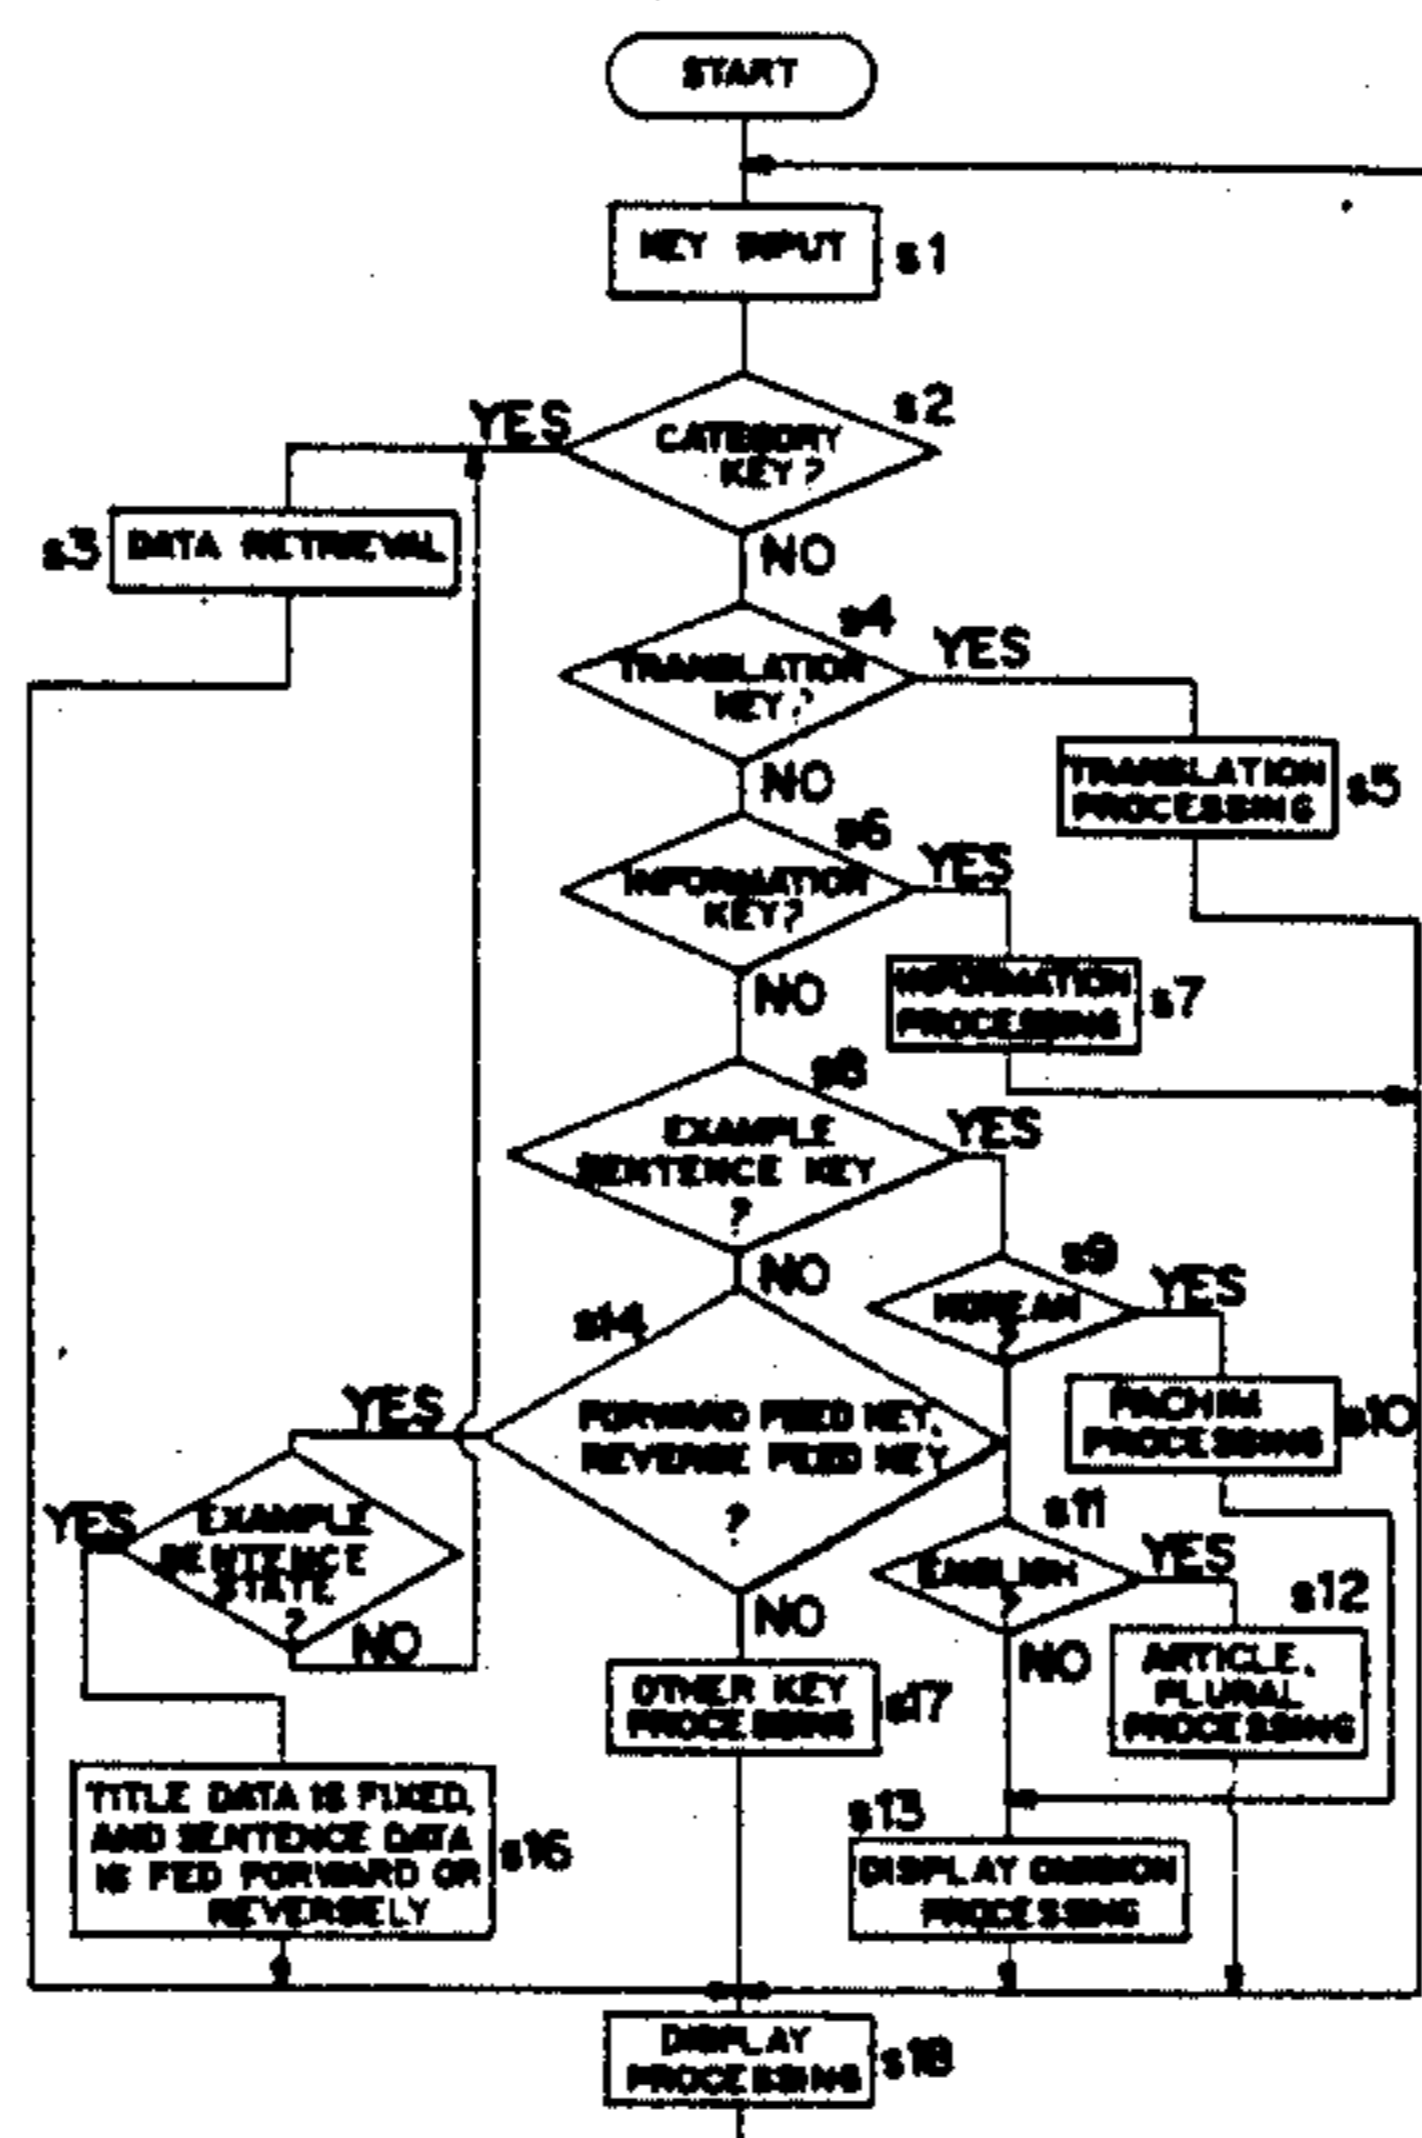 START
KEY INPUT
s1
s2
YES
CATEGORY
KEY?
s3
DATA RETRIEVAL
NO
s4
YES
TRANSLATION
KEY?
NO
TRANSLATION
PROCESSING
s5
s6
YES
INFORMATION
KEY?
NO
INFORMATION
PROCESSING
s7
s8
YES
EXAMPLE
SENTENCE KEY
?
NO
s9
YES
KOREAN
?
s14
YES
FORWARD FEED KEY,
REVERSE FEED KEY
?
PACHIM
PROCESSING
s10
YES
EXAMPLE
SENTENCE
STATE
?
NO
s11
YES
ENGLISH
?
NO
s12
NO
ARTICLE,
PLURAL
PROCESSING
OTHER KEY
PROCESSING
s17
TITLE DATA IS FIXED,
AND SENTENCE DATA
IS FED FORWARD OR
REVERSELY
s16
s13
DISPLAY
PROCESSING
DISPLAY
PROCESSING
s18